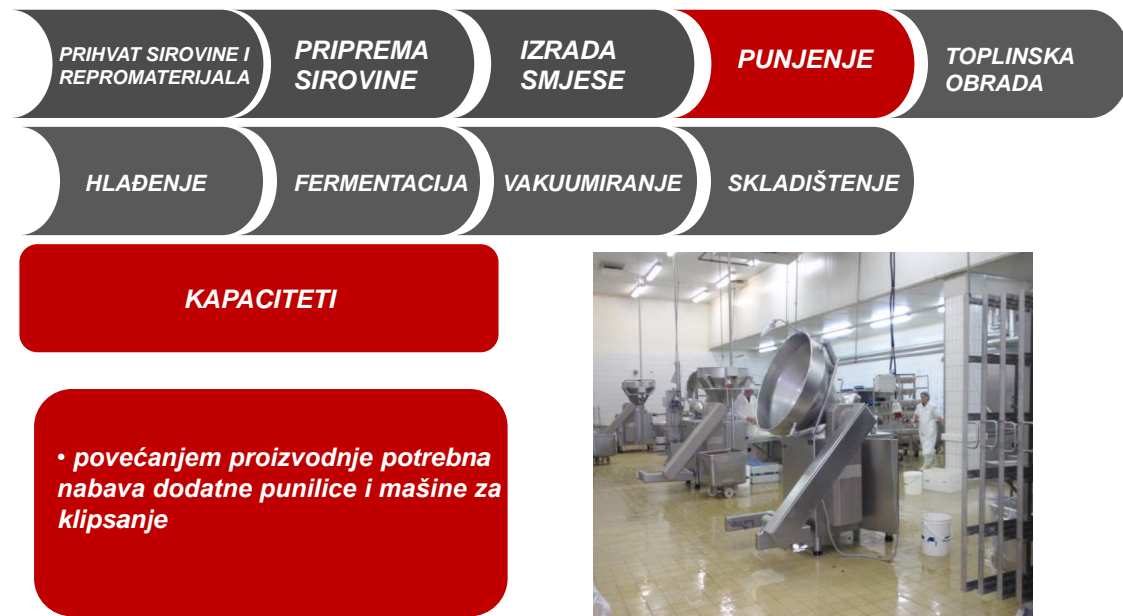 PRIHVAT SIROVINE I
REPROMATERIJALA
PRIPREMA
SIROVINE
IZRADA
SMJESE
PUNJENJE
TOPLINSKA
OBRADA
HLAĐENJE
FERMENTACIJA
VAKUUMIRANJE
SKLADIŠTENJE
KAPACITETI
• povećanjem proizvodnje potrebna
nabava dodatne punilice i mašine za
klipsanje